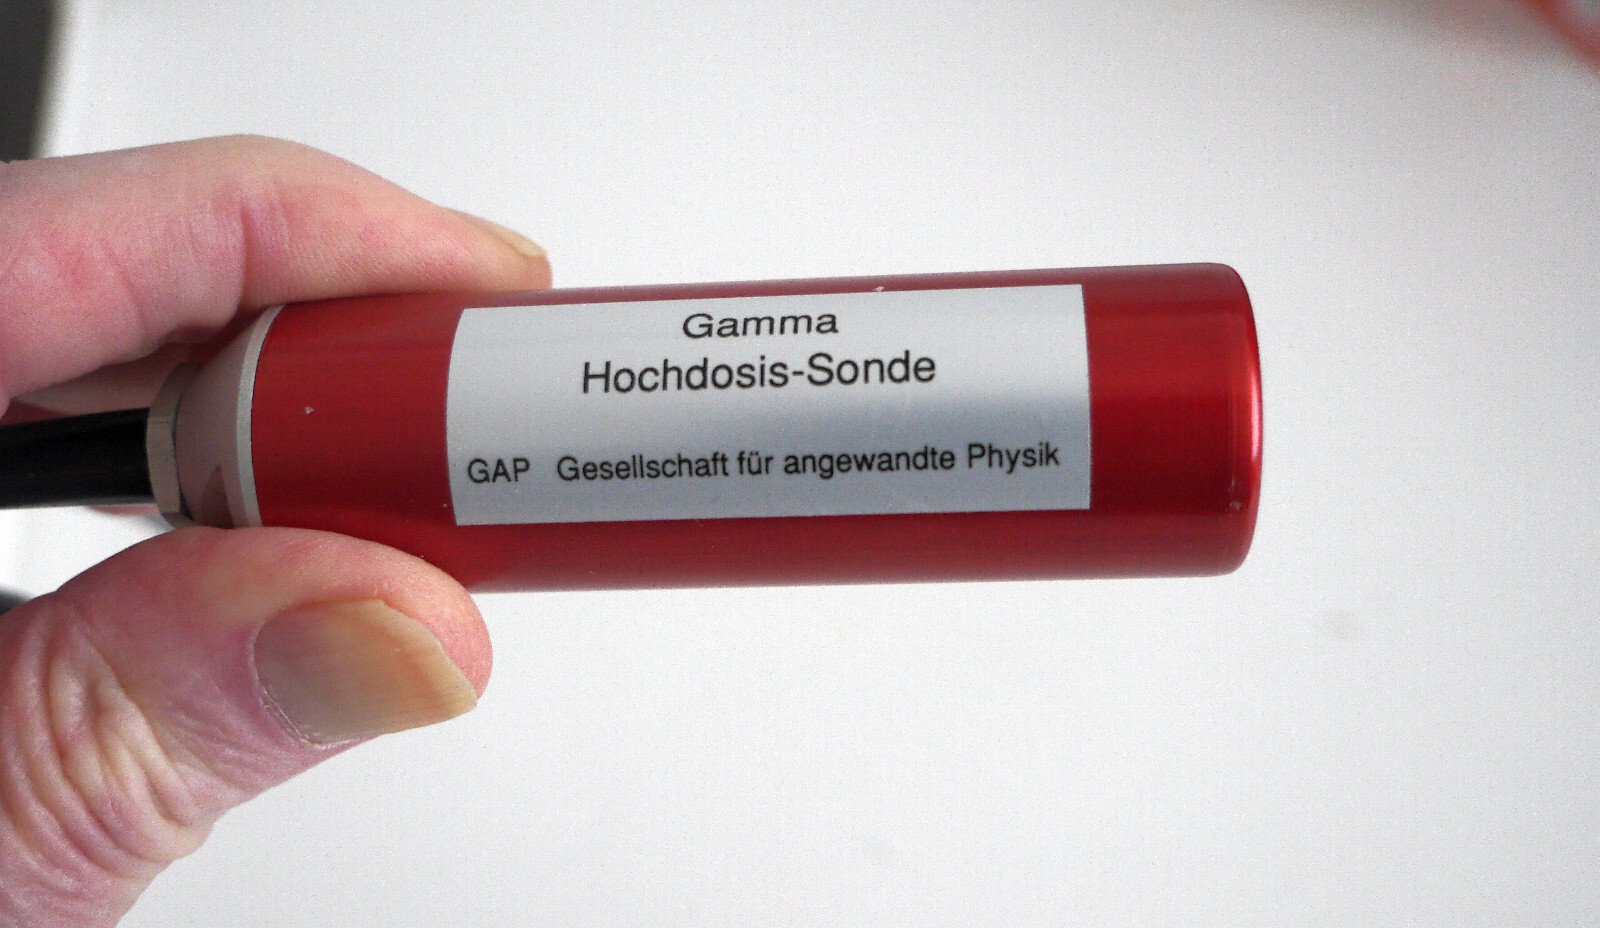 Gamma
Hochdosis-Sonde
GAP Gesellschaft für angewandte Physik